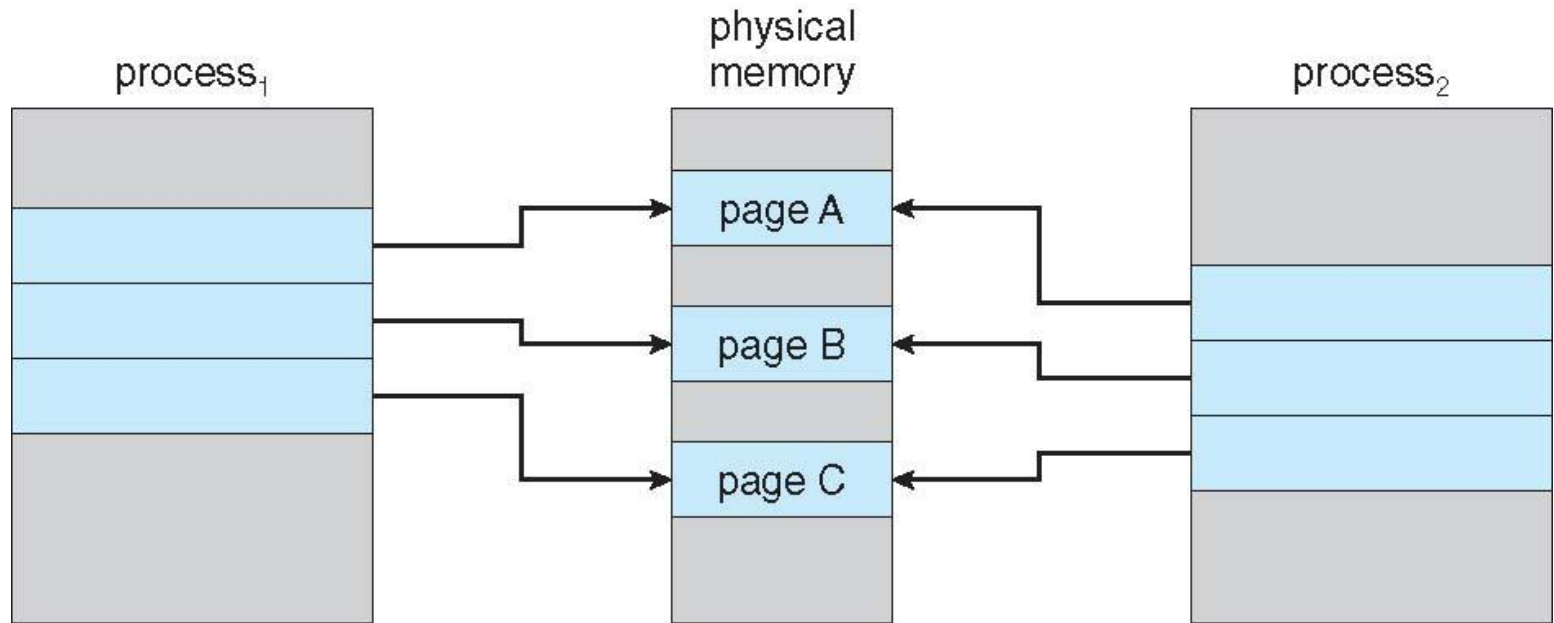 physical
memory
process₁
process₂
page A
page B
page C